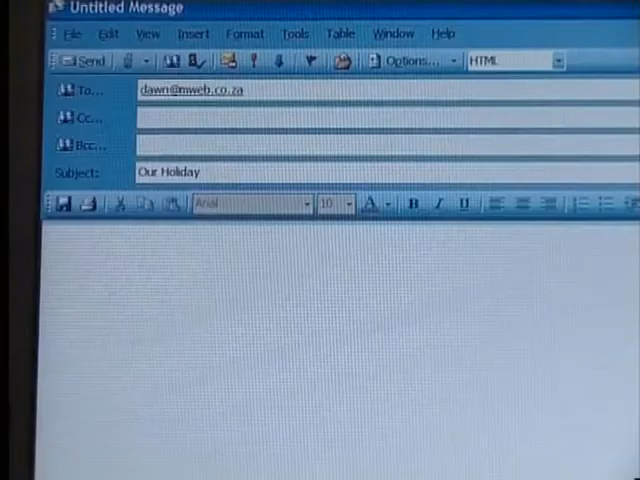 Untitled Message
File Edit View Insert Format Tools Table Window Help
Send Options... HTML
To... dawn@mweb.co.za
Cc...
Bcc...
Subject: Our Holiday
Arial 10 A B I U